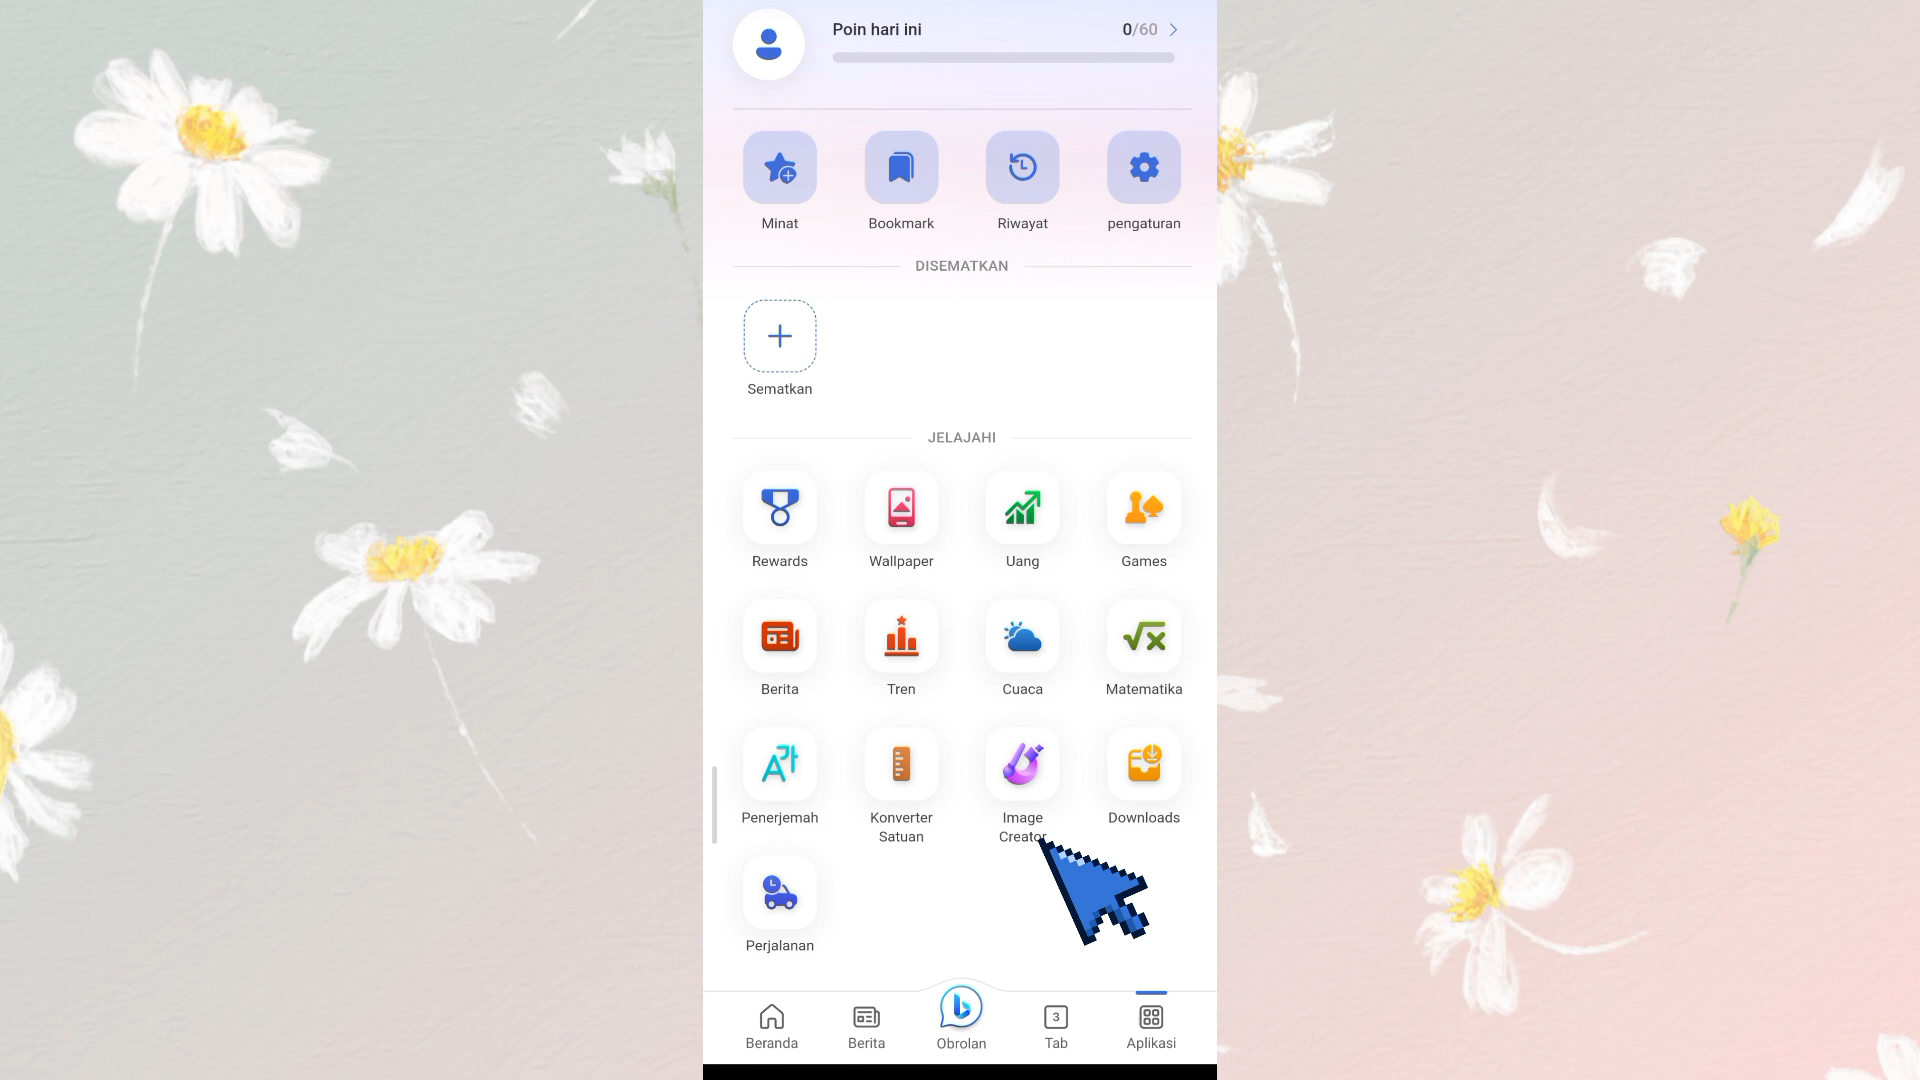 Poin hari ini 0/60
Minat Bookmark Riwayat pengaturan
DISEMATKAN
Sematkan
JELAJAHI
Rewards Wallpaper Uang Games
Berita Tren Cuaca Matematika
Penerjemah Konverter Image Downloads
Satuan Creator
Perjalanan
3
Beranda Berita Obrolan Tab Aplikasi